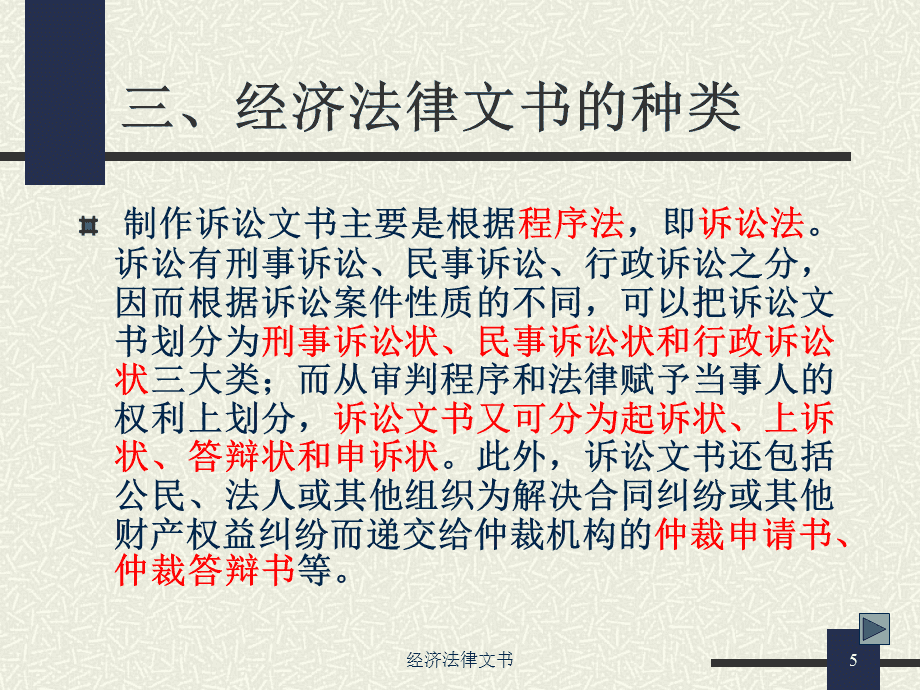 三、经济法律文书的种类
制作诉讼文书主要是根据程序法，即诉讼法。
诉讼有刑事诉讼、民事诉讼、行政诉讼之分，
因而根据诉讼案件性质的不同，可以把诉讼文
书划分为刑事诉讼状、民事诉讼状和行政诉讼
状三大类；而从审判程序和法律赋予当事人的
权利上划分，诉讼文书又可分为起诉状、上诉
状、答辩状和申诉状。此外，诉讼文书还包括
公民、法人或其他组织为解决合同纠纷或其他
财产权益纠纷而递交给仲裁机构的仲裁申请书、
仲裁答辩书等。
经济法律文书
5